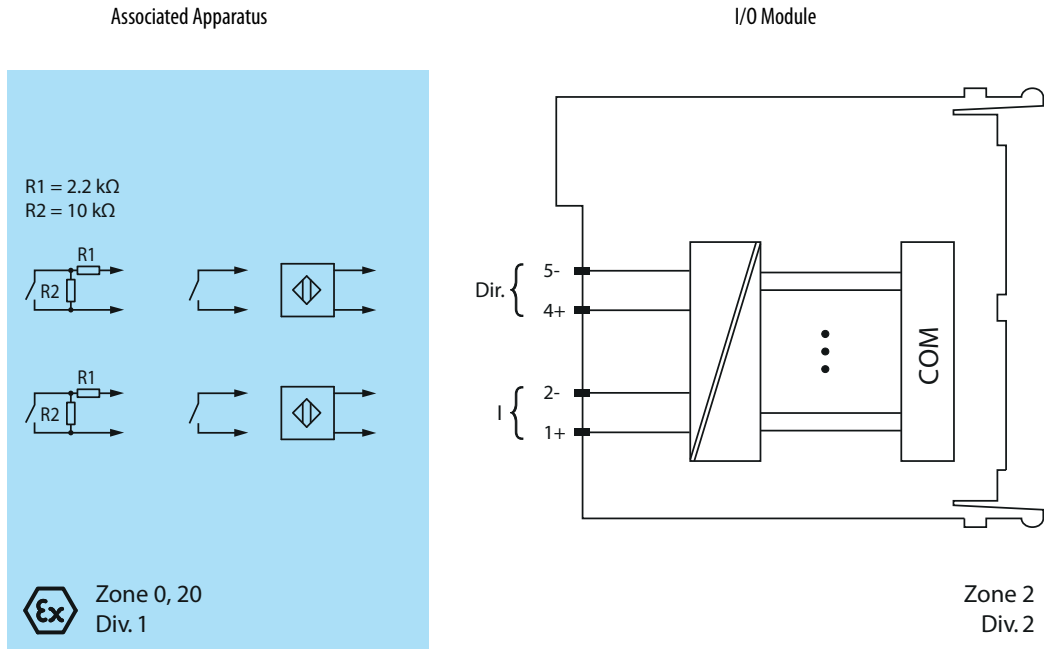 Associated Apparatus
I/O Module
R1 = 2.2 kΩ
R2 = 10 kΩ
R1
R2
R1
R2
Dir.
5-
4+
I
2-
1+
COM
Ex
Zone 0, 20
Div. 1
Zone 2
Div. 2